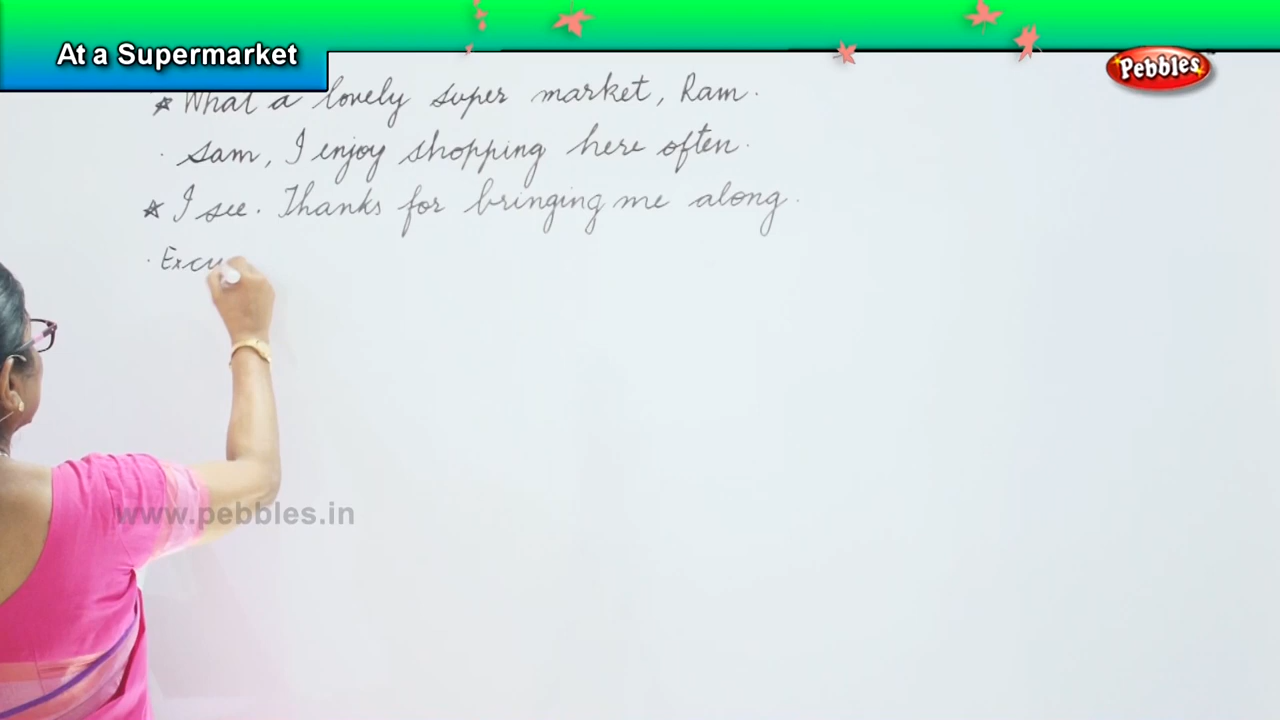 At a Supermarket
Pebbles
* What a lovely super market, Ram.
. Sam, I enjoy shopping here often.
* I see. Thanks for bringing me along.
. Excu
www.pebbles.in